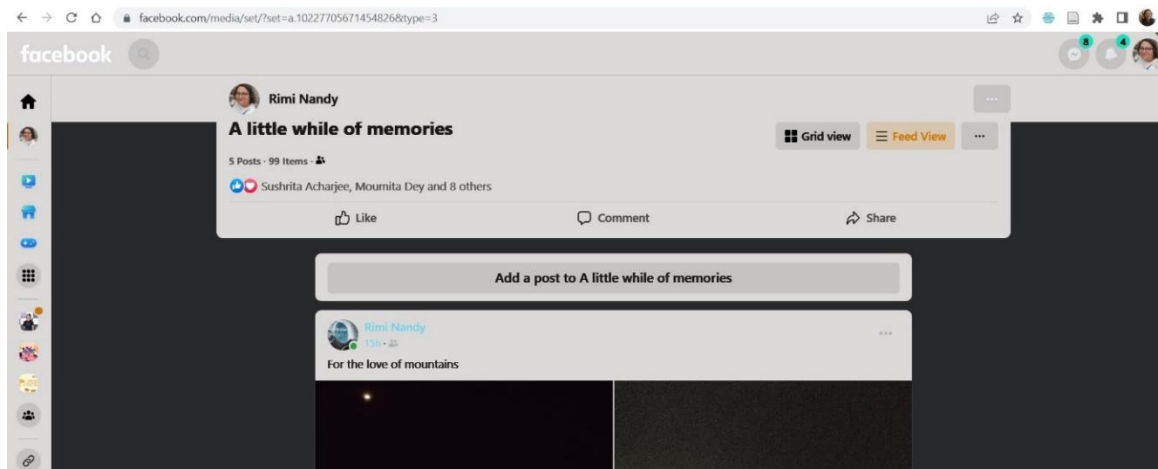 facebook.com/media/set/?set=a.10227705671454826&type=3
facebook
8
4
Rimi Nandy
A little while of memories
Grid view
Feed View
5 Posts · 99 Items ·
Sushrita Acharjee, Moumita Dey and 8 others
Like
Comment
Share
Add a post to A little while of memories
Rimi Nandy
15h ·
For the love of mountains